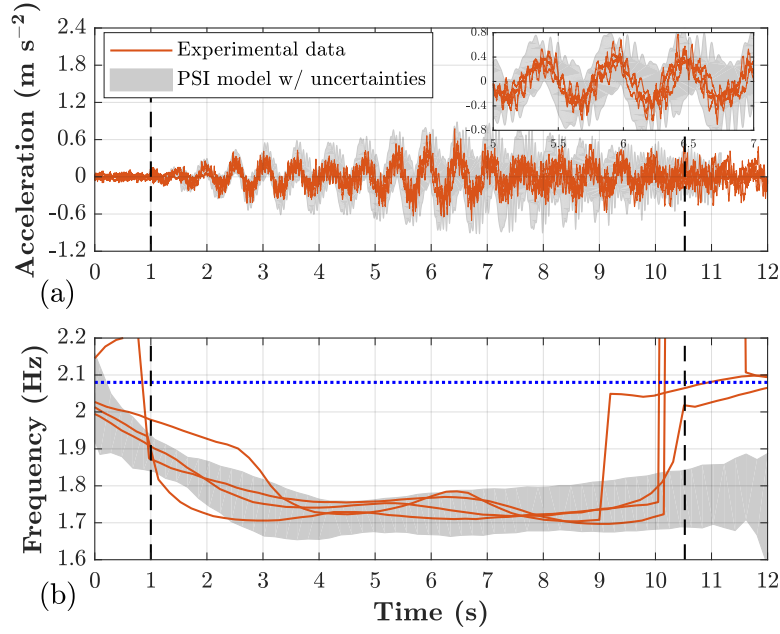 2.4
1.8
1.2
0.6
0
-0.6
-1.2
Acceleration (m s⁻²)
Experimental data
PSI model w/ uncertainties
0.8
0.4
0
-0.4
-0.8
5 5.5 6 6.5 7
0 1 2 3 4 5 6 7 8 9 10 11 12
(a)
2.2
2.1
2
1.9
1.8
1.7
1.6
Frequency (Hz)
0 1 2 3 4 5 6 7 8 9 10 11 12
(b)
Time (s)